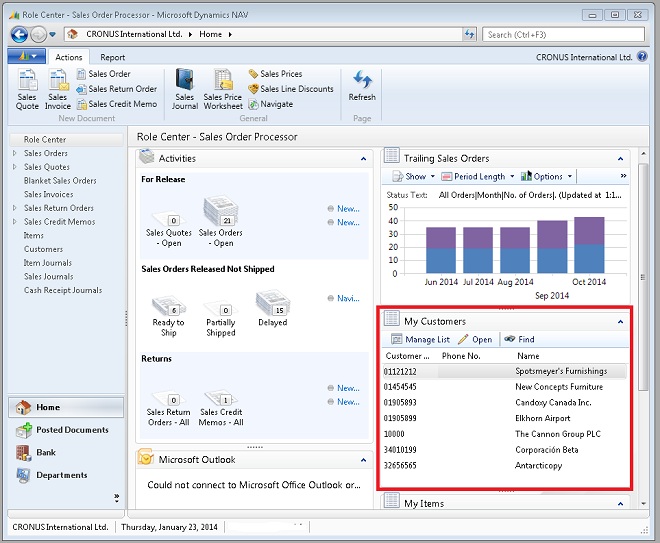 Role Center - Sales Order Processor - Microsoft Dynamics NAV
CRONUS International Ltd.
Home
Search (Ctrl+F3)
Actions
Report
CRONUS International Ltd.
Sales Quote
Sales Invoice
Sales Order
Sales Return Order
Sales Credit Memo
New Document
Sales Journal
Sales Price Worksheet
Sales Prices
Sales Line Discounts
Navigate
General
Refresh
Page
Role Center
Sales Orders
Sales Quotes
Blanket Sales Orders
Sales Invoices
Sales Return Orders
Sales Credit Memos
Items
Customers
Item Journals
Sales Journals
Cash Receipt Journals
Home
Posted Documents
Bank
Departments
Role Center - Sales Order Processor
Activities
For Release
0
Sales Quotes - Open
21
Sales Orders - Open
New...
New...
Sales Orders Released Not Shipped
6
Ready to Ship
0
Partially Shipped
15
Delayed
Navi...
Returns
0
Sales Return Orders - All
1
Sales Credit Memos - All
New...
New...
Microsoft Outlook
Could not connect to Microsoft Office Outlook or...
Trailing Sales Orders
Show
Period Length
Options
Status Text: All Orders|Month|No. of Orders|. (Updated at 1:1...
50
40
30
20
10
0
Jun 2014 Jul 2014 Aug 2014 Oct 2014
Sep 2014
My Customers
Manage List Open Find
Customer ... Phone No. Name
01121212 Spotsmeyer's Furnishings
01454545 New Concepts Furniture
01905893 Candoxy Canada Inc.
01905899 Elkhorn Airport
10000 The Cannon Group PLC
34010199 Corporación Beta
32656565 Antarcticopy
My Items
CRONUS International Ltd. Thursday, January 23, 2014